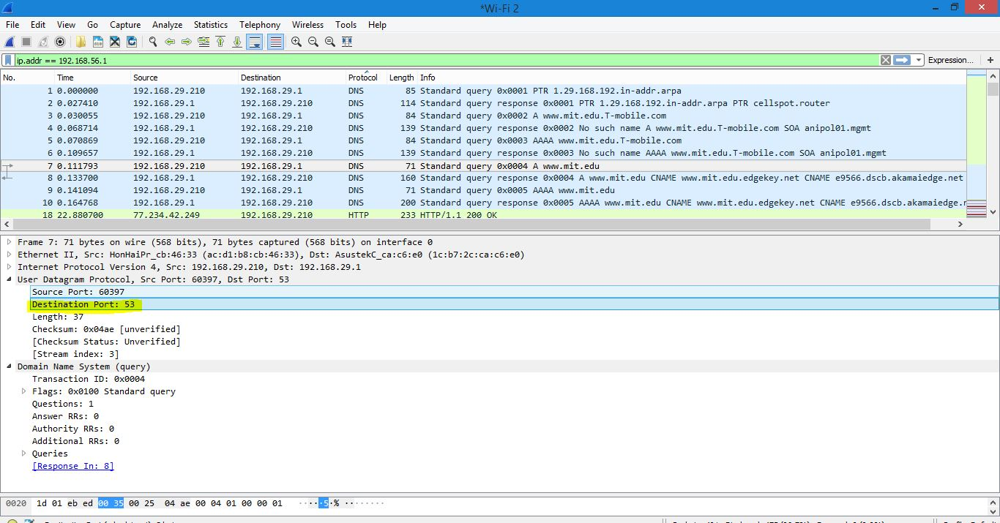 *Wi-Fi 2
File Edit View Go Capture Analyze Statistics Telephony Wireless Tools Help
ip.addr == 192.168.56.1 Expression... +
No. Time Source Destination Protocol Length Info
1 0.000000 192.168.29.210 192.168.29.1 DNS 85 Standard query 0x0001 PTR 1.29.168.192.in-addr.arpa
2 0.027410 192.168.29.1 192.168.29.210 DNS 114 Standard query response 0x0001 PTR 1.29.168.192.in-addr.arpa PTR cellspot.router
3 0.030055 192.168.29.210 192.168.29.1 DNS 84 Standard query 0x0002 A www.mit.edu.T-mobile.com
4 0.068714 192.168.29.1 192.168.29.210 DNS 139 Standard query response 0x0002 No such name A www.mit.edu.T-mobile.com SOA anipol01.mgmt
5 0.070869 192.168.29.210 192.168.29.1 DNS 84 Standard query 0x0003 AAAA www.mit.edu.T-mobile.com
6 0.109657 192.168.29.1 192.168.29.210 DNS 139 Standard query response 0x0003 No such name AAAA www.mit.edu.T-mobile.com SOA anipol01.mgmt
7 0.111793 192.168.29.210 192.168.29.1 DNS 71 Standard query 0x0004 A www.mit.edu
8 0.133700 192.168.29.1 192.168.29.210 DNS 160 Standard query response 0x0004 A www.mit.edu CNAME www.mit.edu.edgekey.net CNAME e9566.dscb.akamaiedge.net
9 0.141094 192.168.29.210 192.168.29.1 DNS 71 Standard query 0x0005 AAAA www.mit.edu
10 0.164768 192.168.29.1 192.168.29.210 DNS 200 Standard query response 0x0005 AAAA www.mit.edu CNAME www.mit.edu.edgekey.net CNAME e9566.dscb.akamaiedge.
18 22.880700 77.234.42.249 192.168.29.210 HTTP 233 HTTP/1.1 200 OK
Frame 7: 71 bytes on wire (568 bits), 71 bytes captured (568 bits) on interface 0
Ethernet II, Src: HonHaiPr_cb:46:33 (ac:d1:b8:cb:46:33), Dst: AsustekC_ca:c6:e0 (1c:b7:2c:ca:c6:e0)
Internet Protocol Version 4, Src: 192.168.29.210, Dst: 192.168.29.1
User Datagram Protocol, Src Port: 60397, Dst Port: 53
Source Port: 60397
Destination Port: 53
Length: 37
Checksum: 0x04ae [unverified]
[Checksum Status: Unverified]
[Stream index: 3]
Domain Name System (query)
Transaction ID: 0x0004
Flags: 0x0100 Standard query
Questions: 1
Answer RRs: 0
Authority RRs: 0
Additional RRs: 0
Queries
[Response In: 8]
0020 1d 01 eb ed 00 35 00 25 04 ae 00 04 01 00 00 01 ·····5·% ········